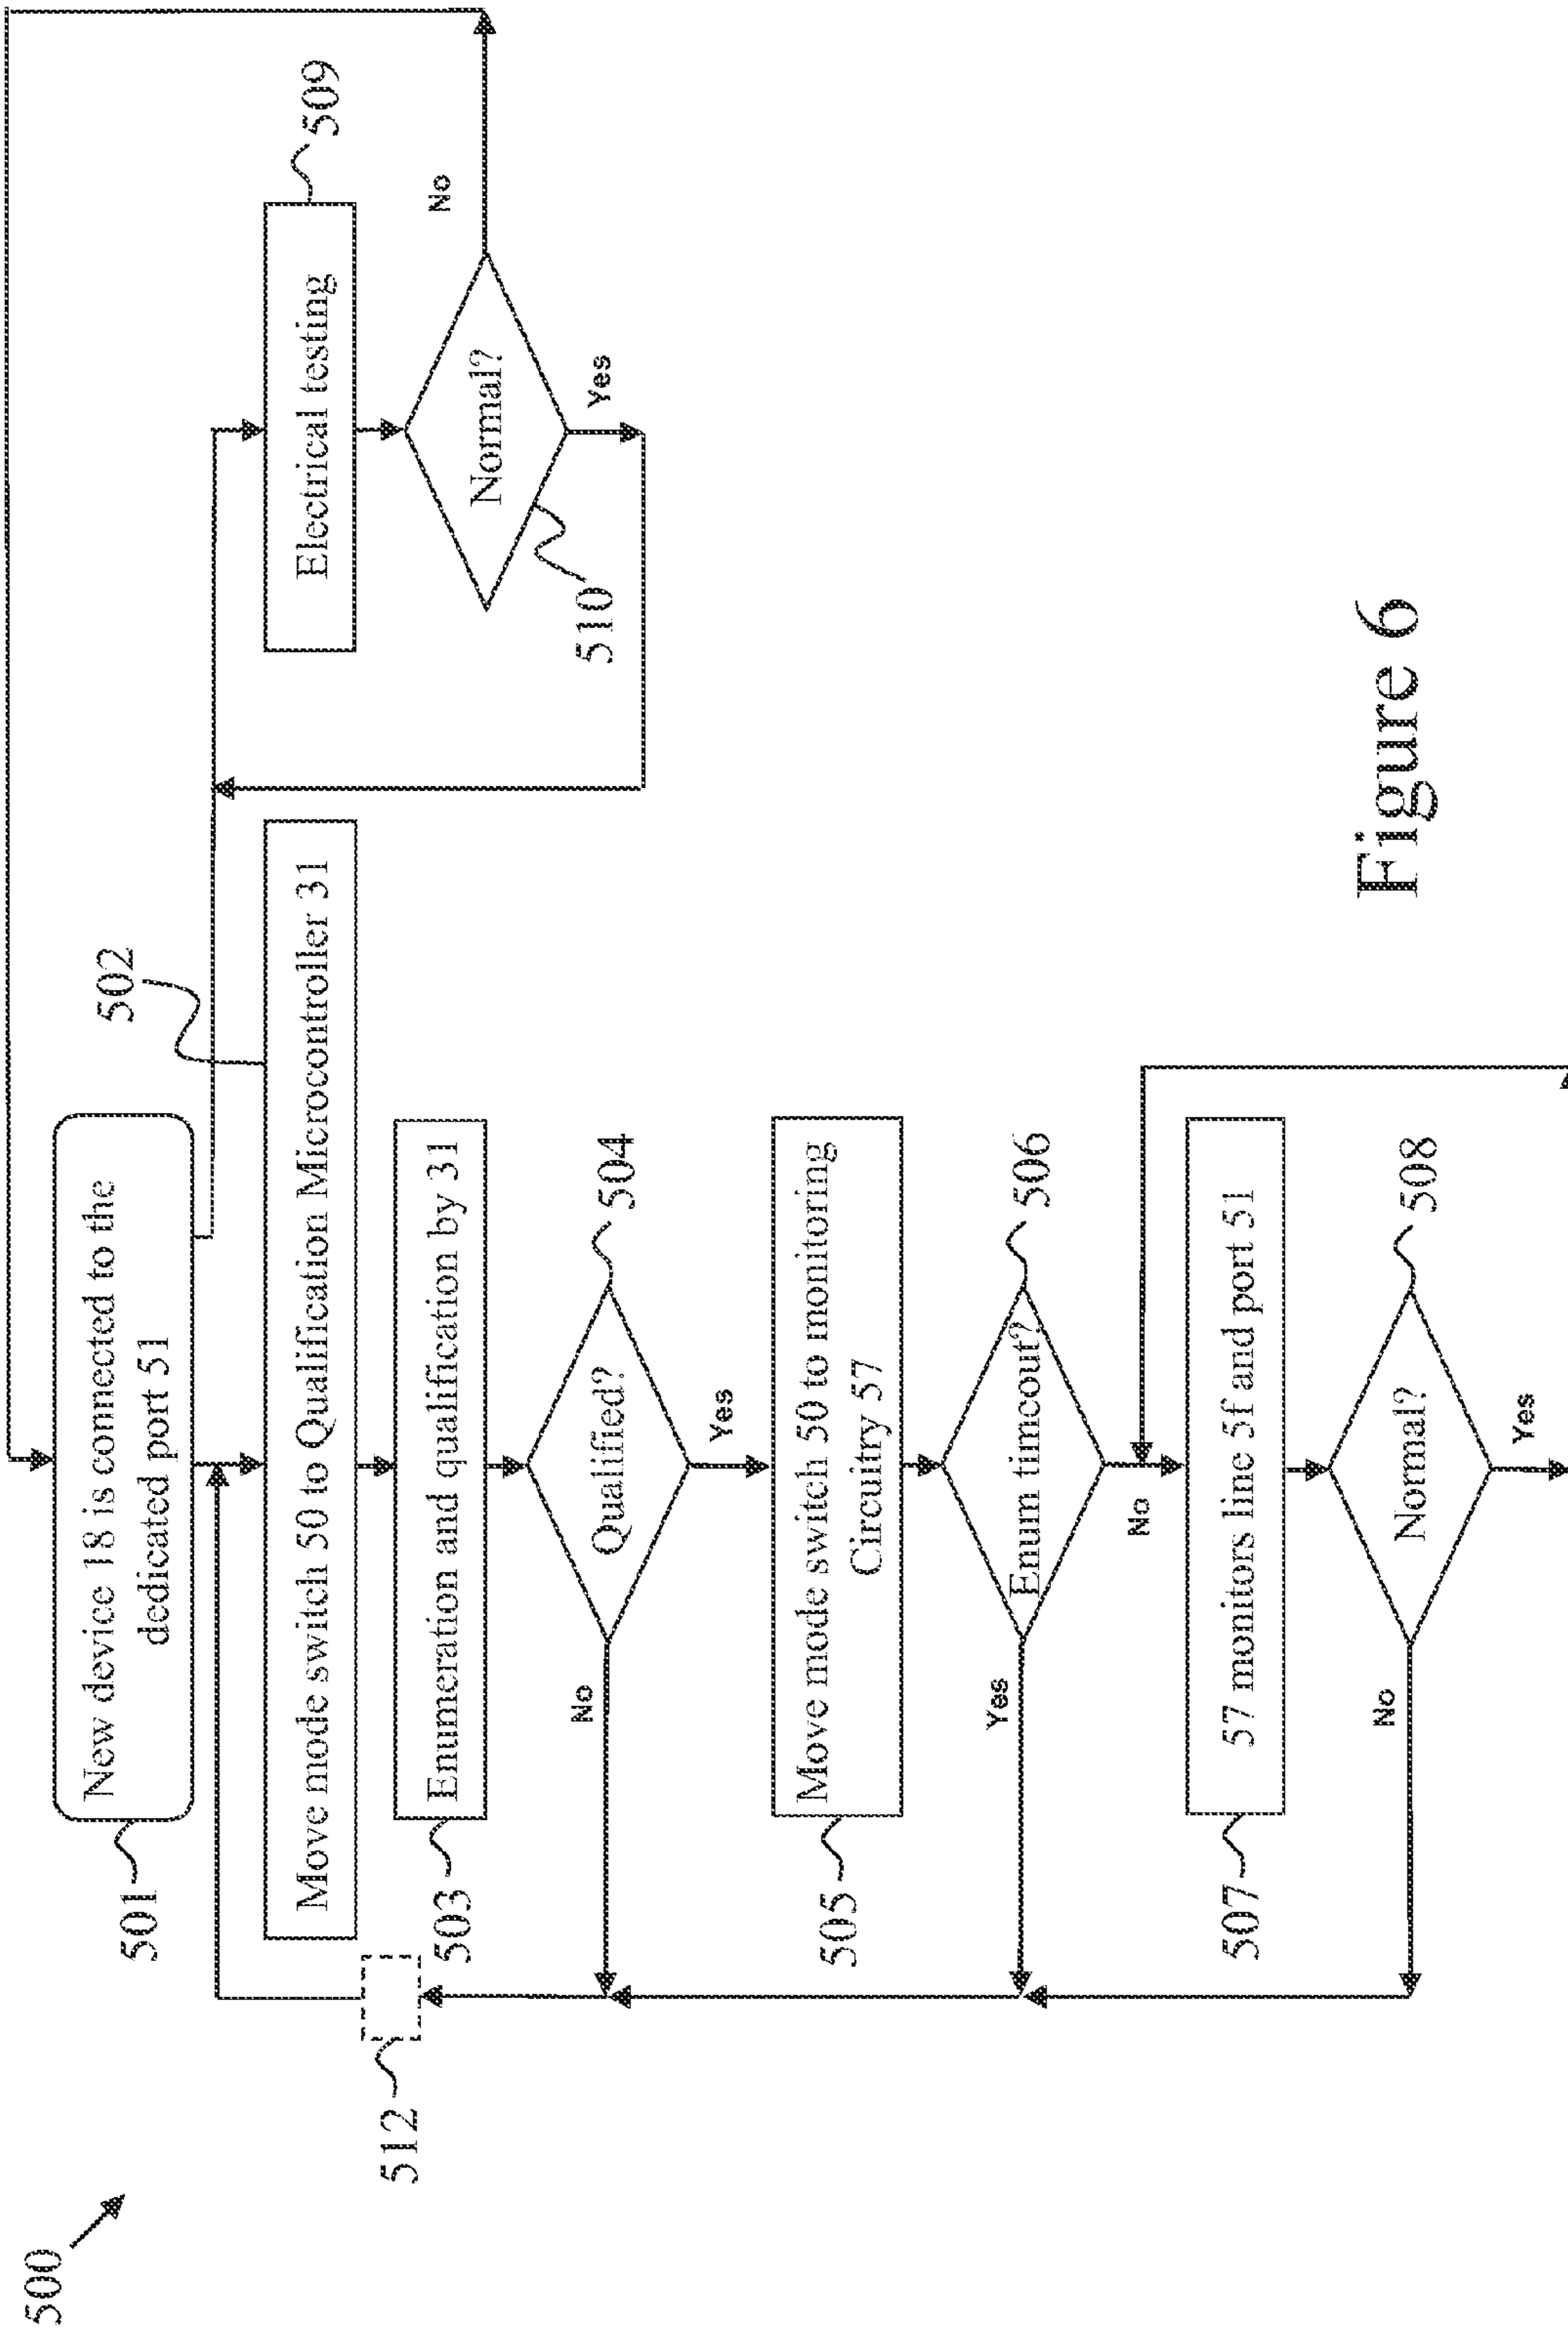 500
501
New device 18 is connected to the
dedicated port 51
502
Move mode switch 50 to Qualification Microcontroller 31
512
503
Enumeration and qualification by 31
504
Qualified?
No
Yes
505
Move mode switch 50 to monitoring
Circuitry 57
506
Enum timeout?
Yes
No
507
57 monitors line 5f and port 51
508
Normal?
No
Yes
509
Electrical testing
510
Normal?
No
Yes
Figure 6